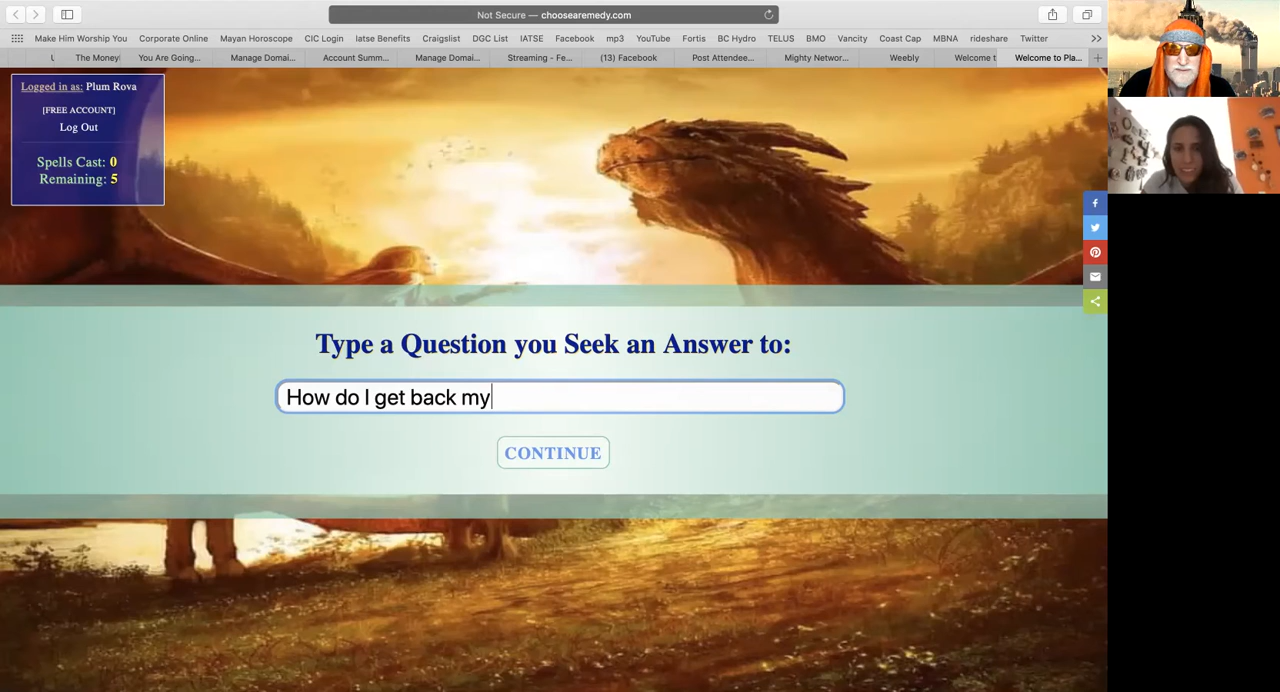 Not Secure — choosearemedy.com
Make Him Worship You Corporate Online Mayan Horoscope CIC Login Iatse Benefits Craigslist DGC List IATSE Facebook mp3 YouTube Fortis BC Hydro TELUS BMO Vancity Coast Cap MBNA rideshare Twitter
The Money You Are Going... Manage Domai... Account Summ... Manage Domai... Streaming - Fe... (13) Facebook Post Attendee... Mighty Networ... Weebly Welcome t Welcome to Pla...
Logged in as: Plum Rova
[FREE ACCOUNT]
Log Out
Spells Cast: 0
Remaining: 5
Type a Question you Seek an Answer to:
How do I get back my
CONTINUE